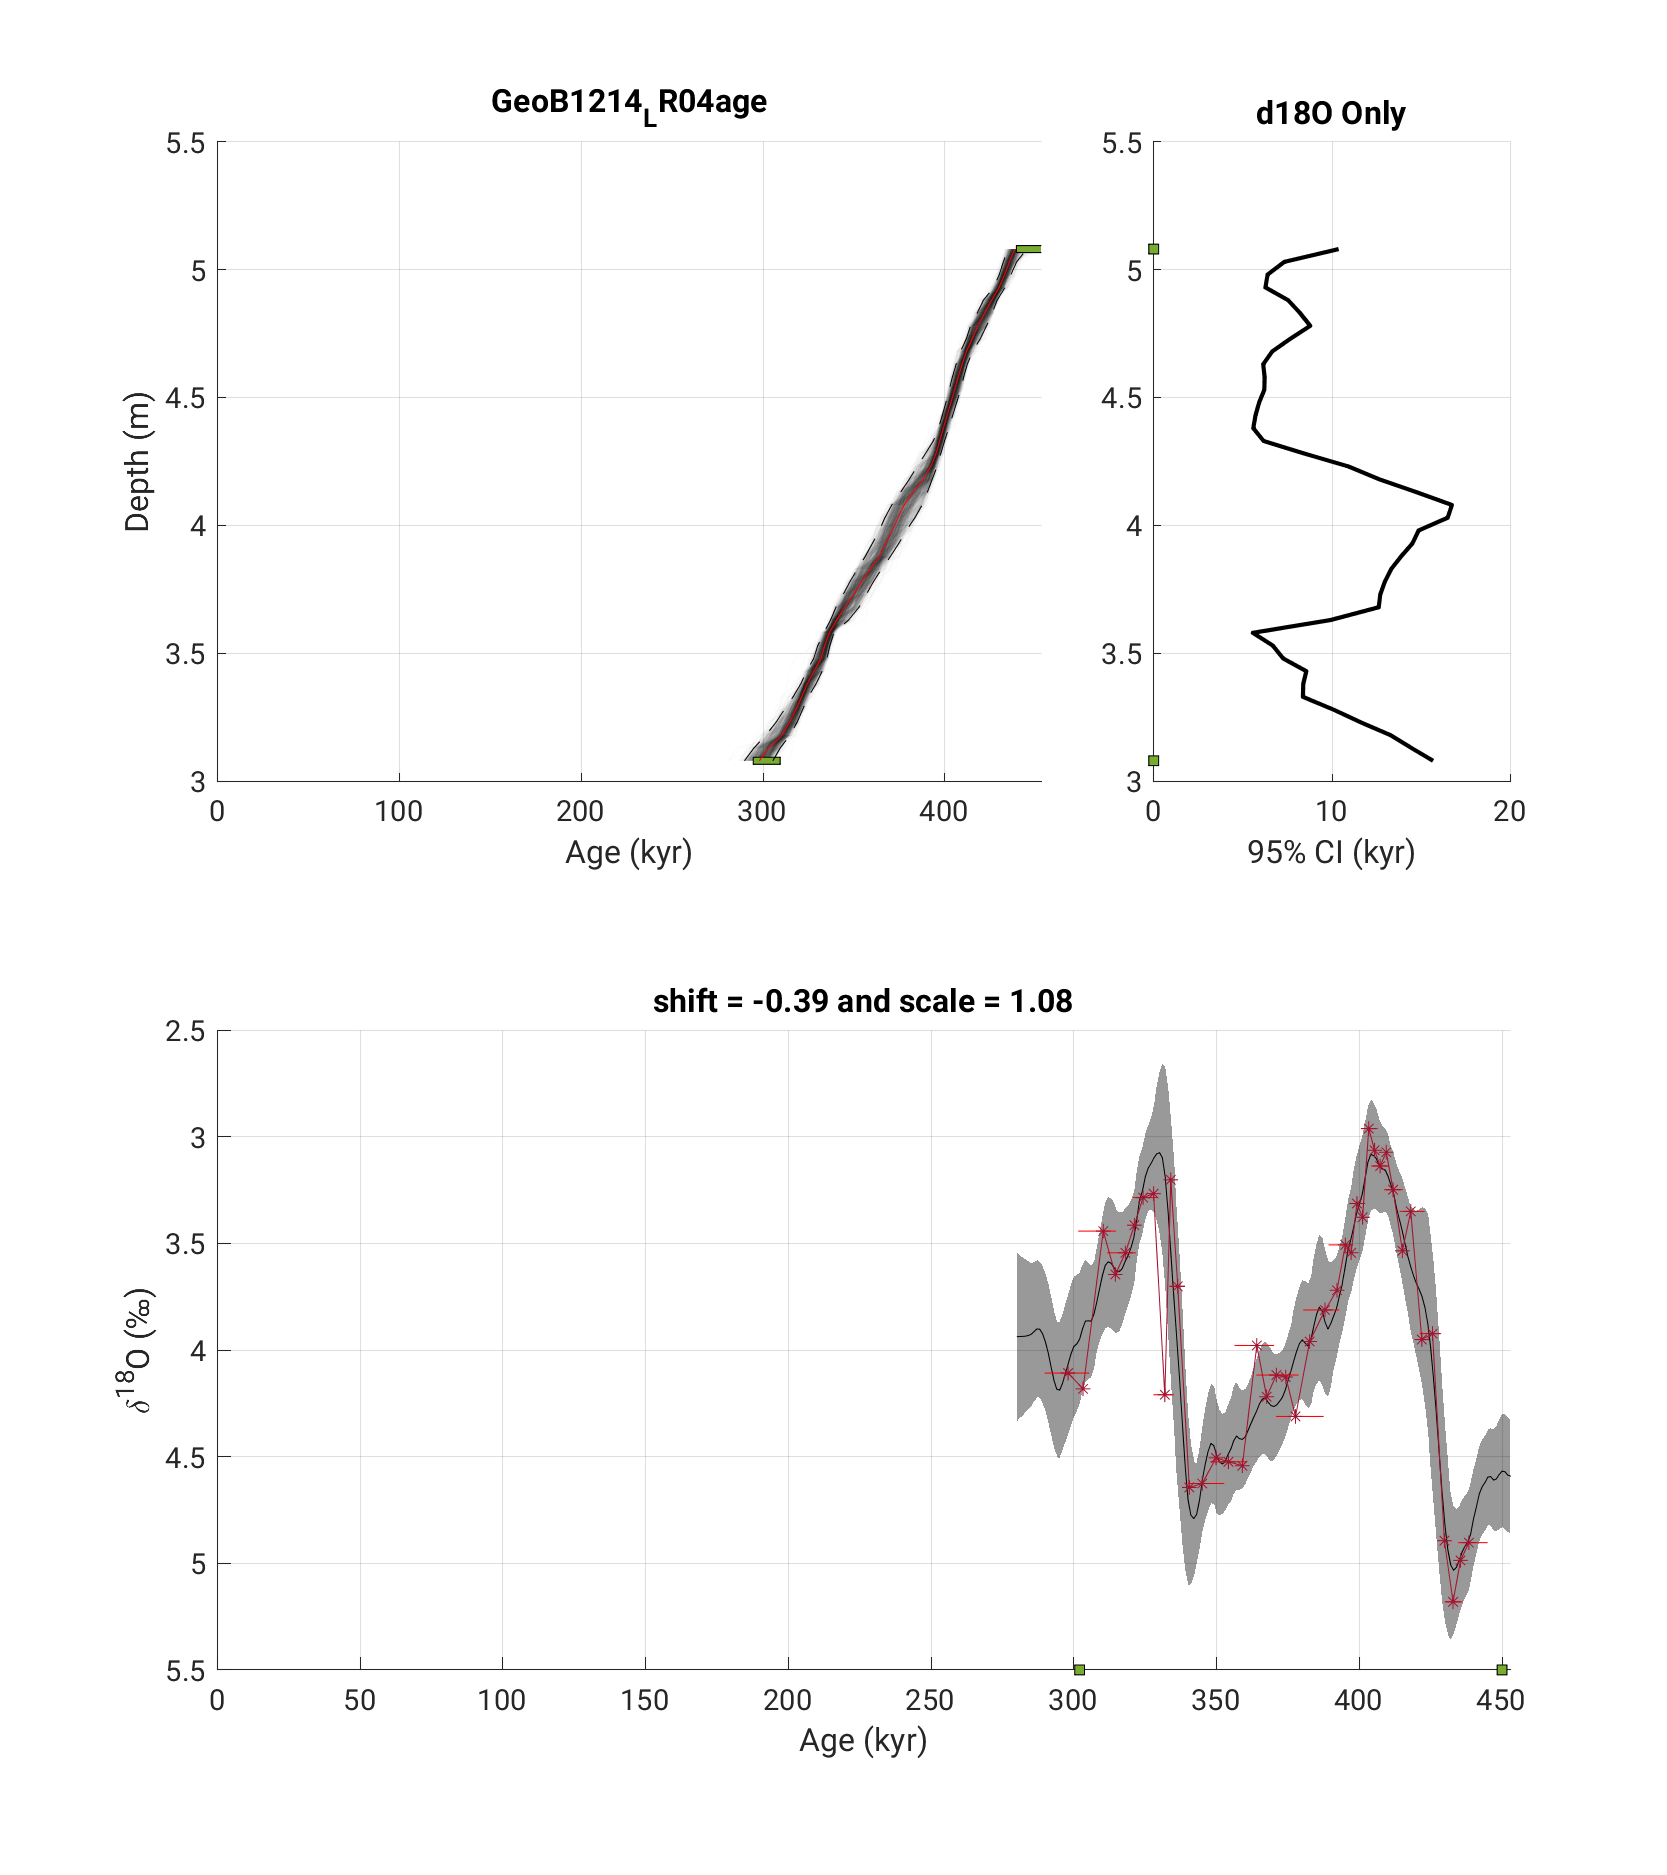 GeoB1214LR04age
d18O Only
5.5
5
4.5
4
3.5
3
Depth (m)
0 100 200 300 400
Age (kyr)
5.5
5
4.5
4
3.5
3
0 10 20
95% CI (kyr)
shift = -0.39 and scale = 1.08
2.5
3
3.5
4
4.5
5
5.5
δ18O (‰)
0 50 100 150 200 250 300 350 400 450
Age (kyr)